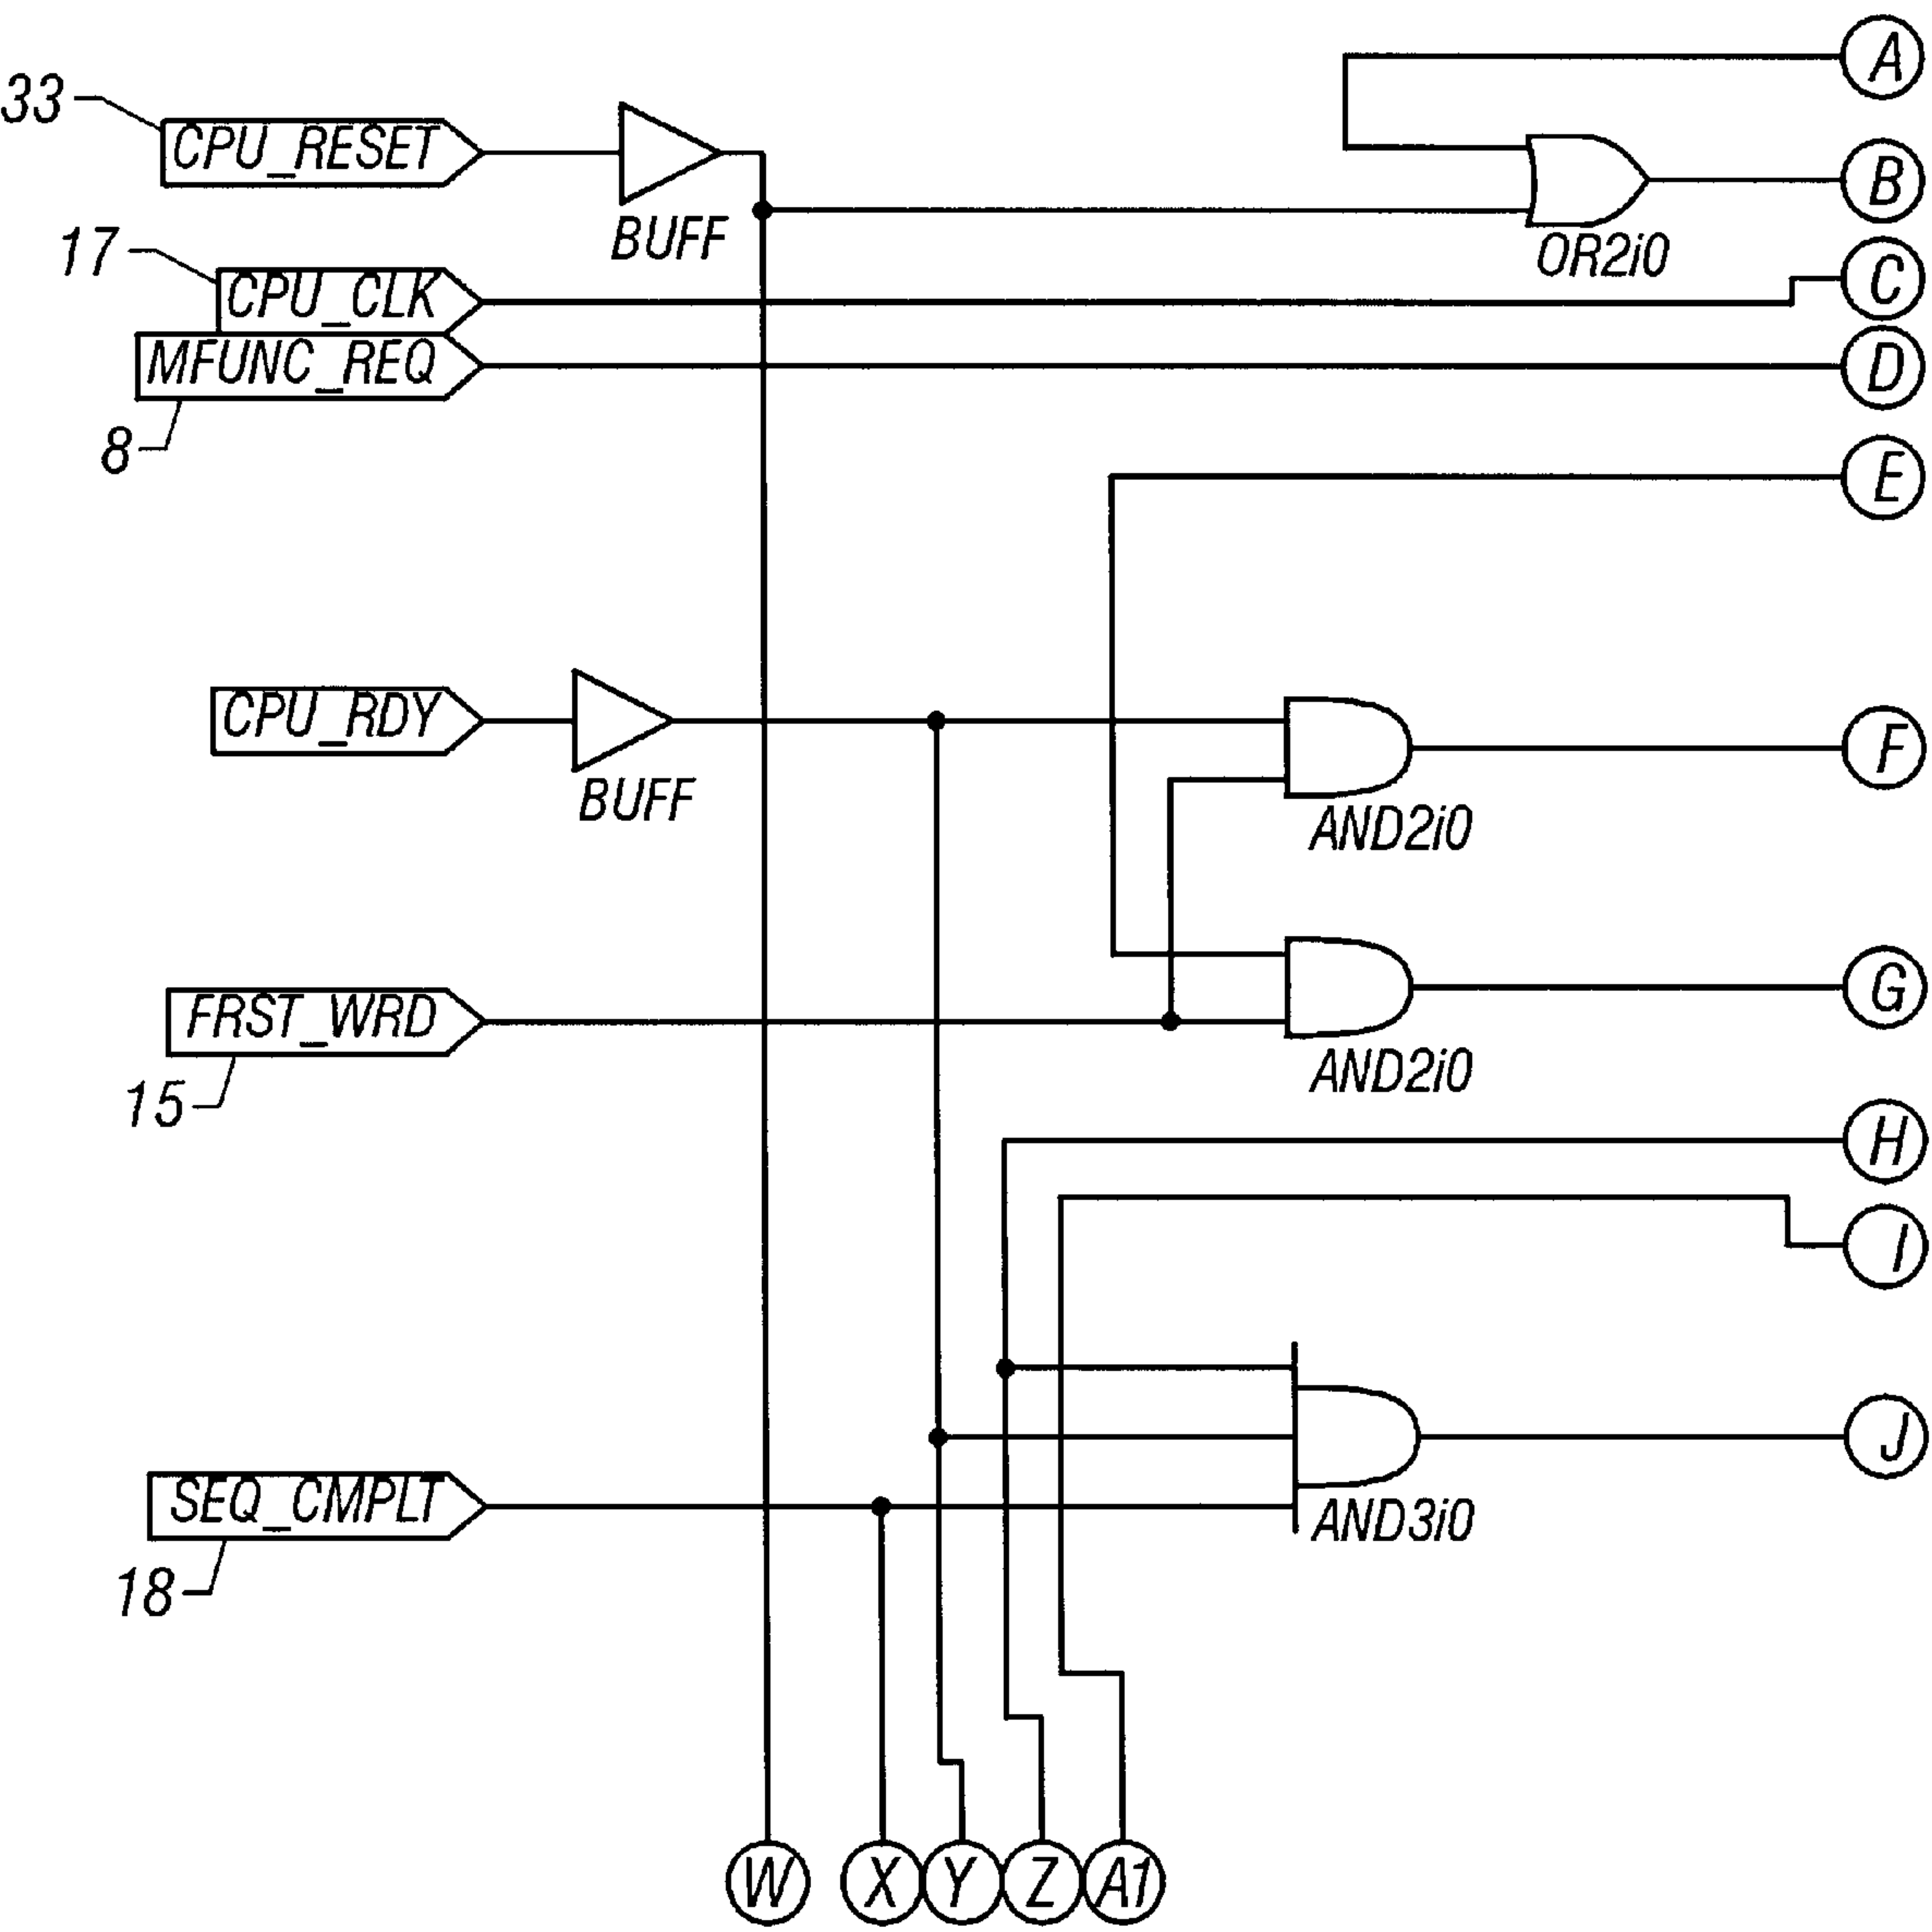 A
33
CPU_RESET
B
BUFF
OR2i0
17
CPU_CLK
C
MFUNC_REQ
D
8
E
CPU_RDY
F
BUFF
AND2i0
FRST_WRD
G
AND2i0
15
H
I
J
SEQ_CMPLT
AND3i0
18
W
X
Y
Z
A1